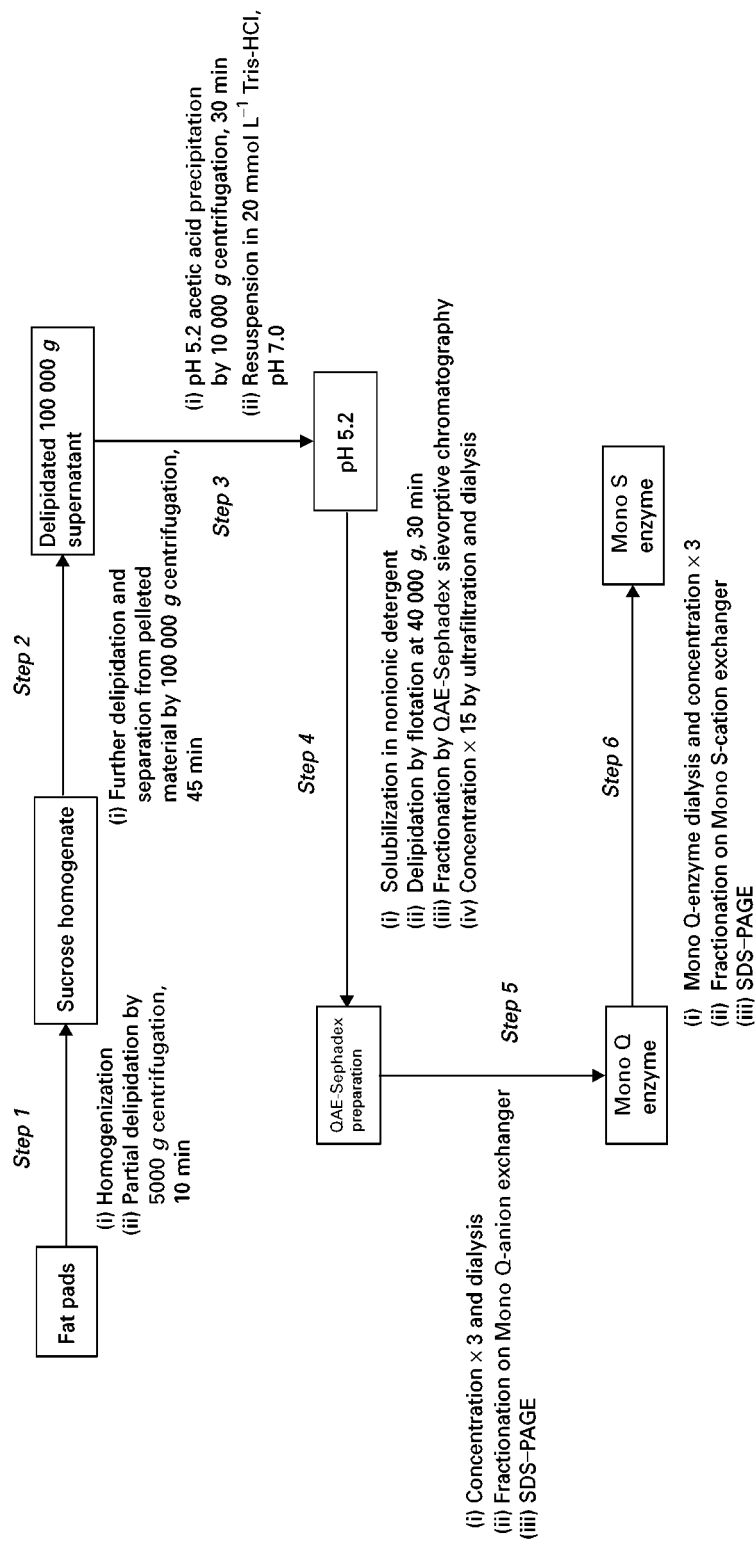 Fat pads
Step 1
(i) Homogenization
(ii) Partial delipidation by
5000 g centrifugation,
10 min
Sucrose homogenate
Step 2
(i) Further delipidation and
separation from pelleted
material by 100 000 g centrifugation,
45 min
Delipidated 100 000 g
supernatant
Step 3
(i) pH 5.2 acetic acid precipitation
by 10 000 g centrifugation, 30 min
(ii) Resuspension in 20 mmol L⁻¹ Tris-HCl,
pH 7.0
pH 5.2
Step 4
(i) Solubilization in nonionic detergent
(ii) Delipidation by flotation at 40 000 g, 30 min
(iii) Fractionation by QAE-Sephadex sievorptive chromatography
(iv) Concentration × 15 by ultrafiltration and dialysis
QAE-Sephadex
preparation
Step 5
(i) Concentration × 3 and dialysis
(ii) Fractionation on Mono Q-anion exchanger
(iii) SDS–PAGE
Mono Q
enzyme
Step 6
(i) Mono Q-enzyme dialysis and concentration × 3
(ii) Fractionation on Mono S-cation exchanger
(iii) SDS–PAGE
Mono S
enzyme